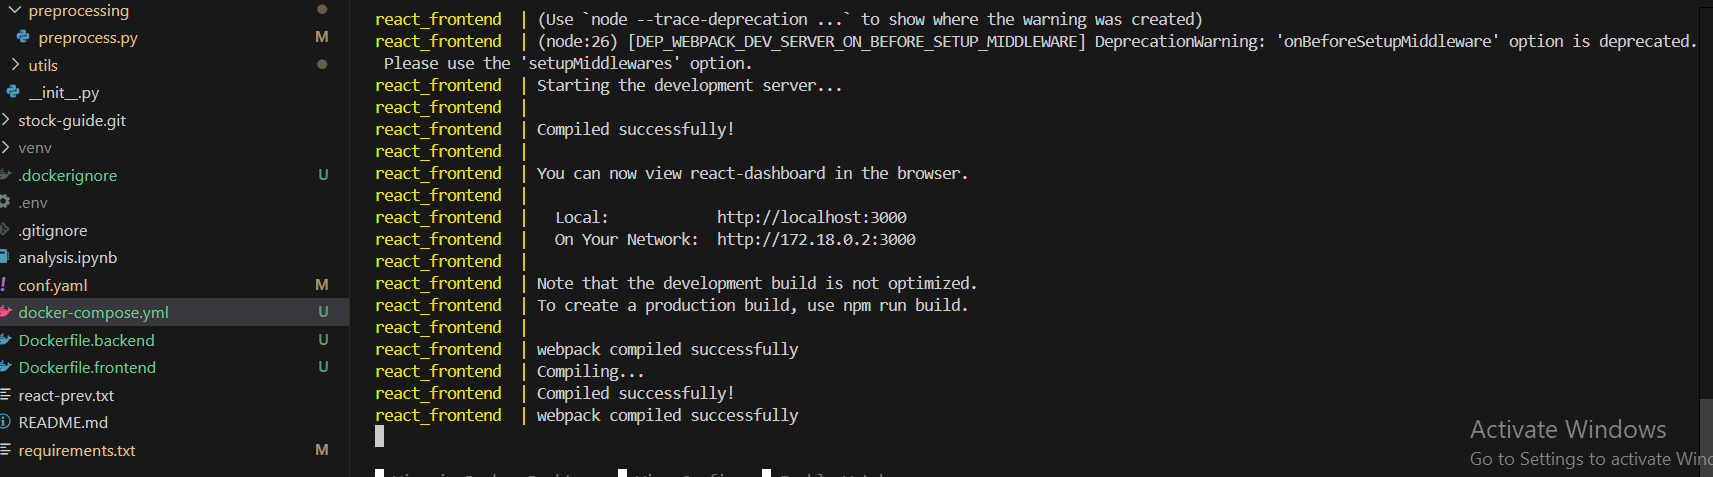 preprocessing
preprocess.py M
utils
__init__.py
stock-guide.git
venv
.dockerignore U
.env
.gitignore
analysis.ipynb
conf.yaml M
docker-compose.yml U
Dockerfile.backend U
Dockerfile.frontend U
react-prev.txt
README.md
requirements.txt M
react_frontend | (Use `node --trace-deprecation ...` to show where the warning was created)
react_frontend | (node:26) [DEP_WEBPACK_DEV_SERVER_ON_BEFORE_SETUP_MIDDLEWARE] DeprecationWarning: 'onBeforeSetupMiddleware' option is deprecated.
Please use the 'setupMiddlewares' option.
react_frontend | Starting the development server...
react_frontend |
react_frontend | Compiled successfully!
react_frontend |
react_frontend | You can now view react-dashboard in the browser.
react_frontend |
react_frontend | Local: http://localhost:3000
react_frontend | On Your Network: http://172.18.0.2:3000
react_frontend |
react_frontend | Note that the development build is not optimized.
react_frontend | To create a production build, use npm run build.
react_frontend |
react_frontend | webpack compiled successfully
react_frontend | Compiling...
react_frontend | Compiled successfully!
react_frontend | webpack compiled successfully
Activate Windows
Go to Settings to activate Win